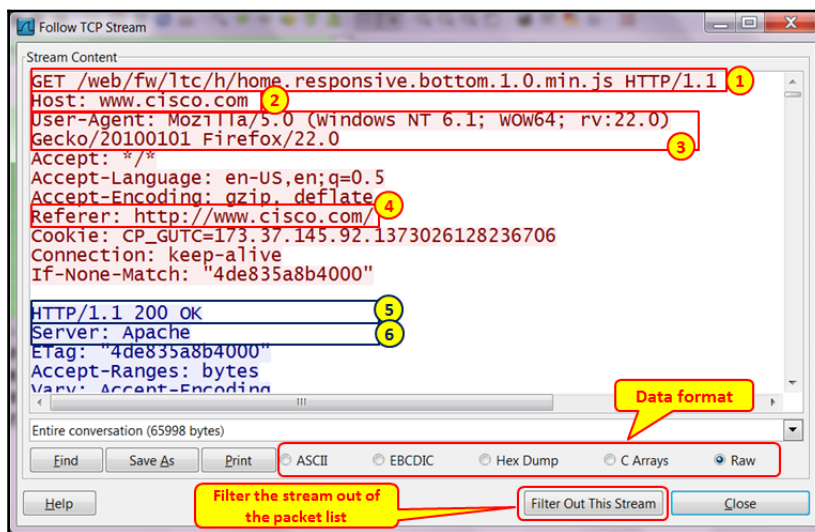 Follow TCP Stream
Stream Content
GET /web/fw/ltc/h/home.responsive.bottom.1.0.min.js HTTP/1.1 1
Host: www.cisco.com 2
User-Agent: Mozilla/5.0 (Windows NT 6.1; WOW64; rv:22.0)
Gecko/20100101 Firefox/22.0 3
Accept: */*
Accept-Language: en-US,en;q=0.5
Accept-Encoding: gzip, deflate
Referer: http://www.cisco.com/ 4
Cookie: CP_GUTC=173.37.145.92.1373026128236706
Connection: keep-alive
If-None-Match: "4de835a8b4000"
HTTP/1.1 200 OK 5
Server: Apache 6
ETag: "4de835a8b4000"
Accept-Ranges: bytes
Vary: Accept-Encoding
Data format
Entire conversation (65998 bytes)
Find Save As Print ASCII EBCDIC Hex Dump C Arrays Raw
Help Filter Out This Stream Close
Filter the stream out of
the packet list